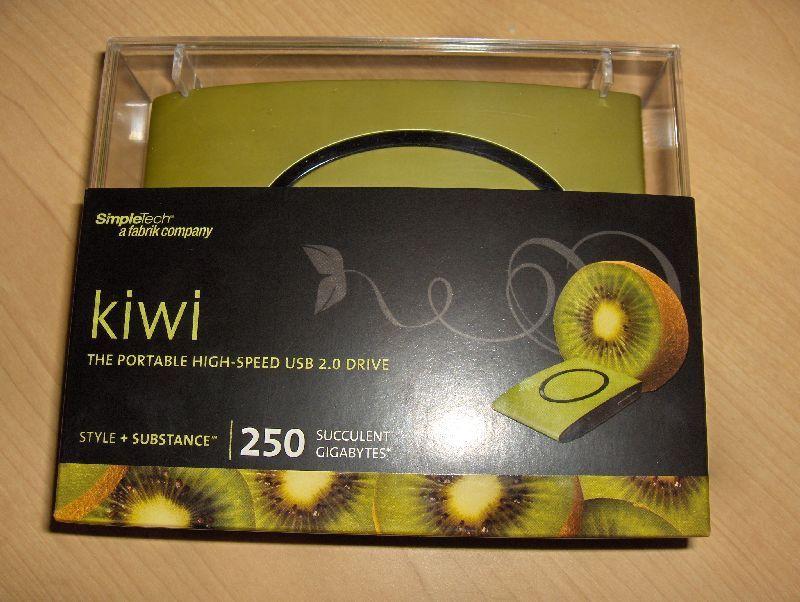 SimpleTech®
a fabrik company
kiwi
THE PORTABLE HIGH-SPEED USB 2.0 DRIVE
STYLE + SUBSTANCE™
250 SUCCULENT
GIGABYTES*